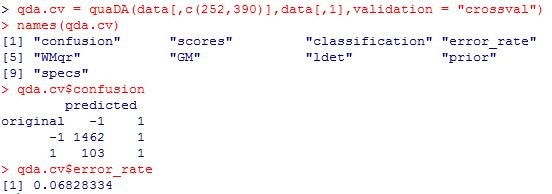 > qda.cv = quaDA(data[,c(252,390)],data[,1],validation = "crossval")
> names(qda.cv)
[1] "confusion"      "scores"         "classification" "error_rate"
[5] "WMqr"           "GM"             "ldet"           "prior"
[9] "specs"
> qda.cv$confusion
        predicted
original   -1    1
      -1 1462    1
      1   103    1
> qda.cv$error_rate
[1] 0.06828334